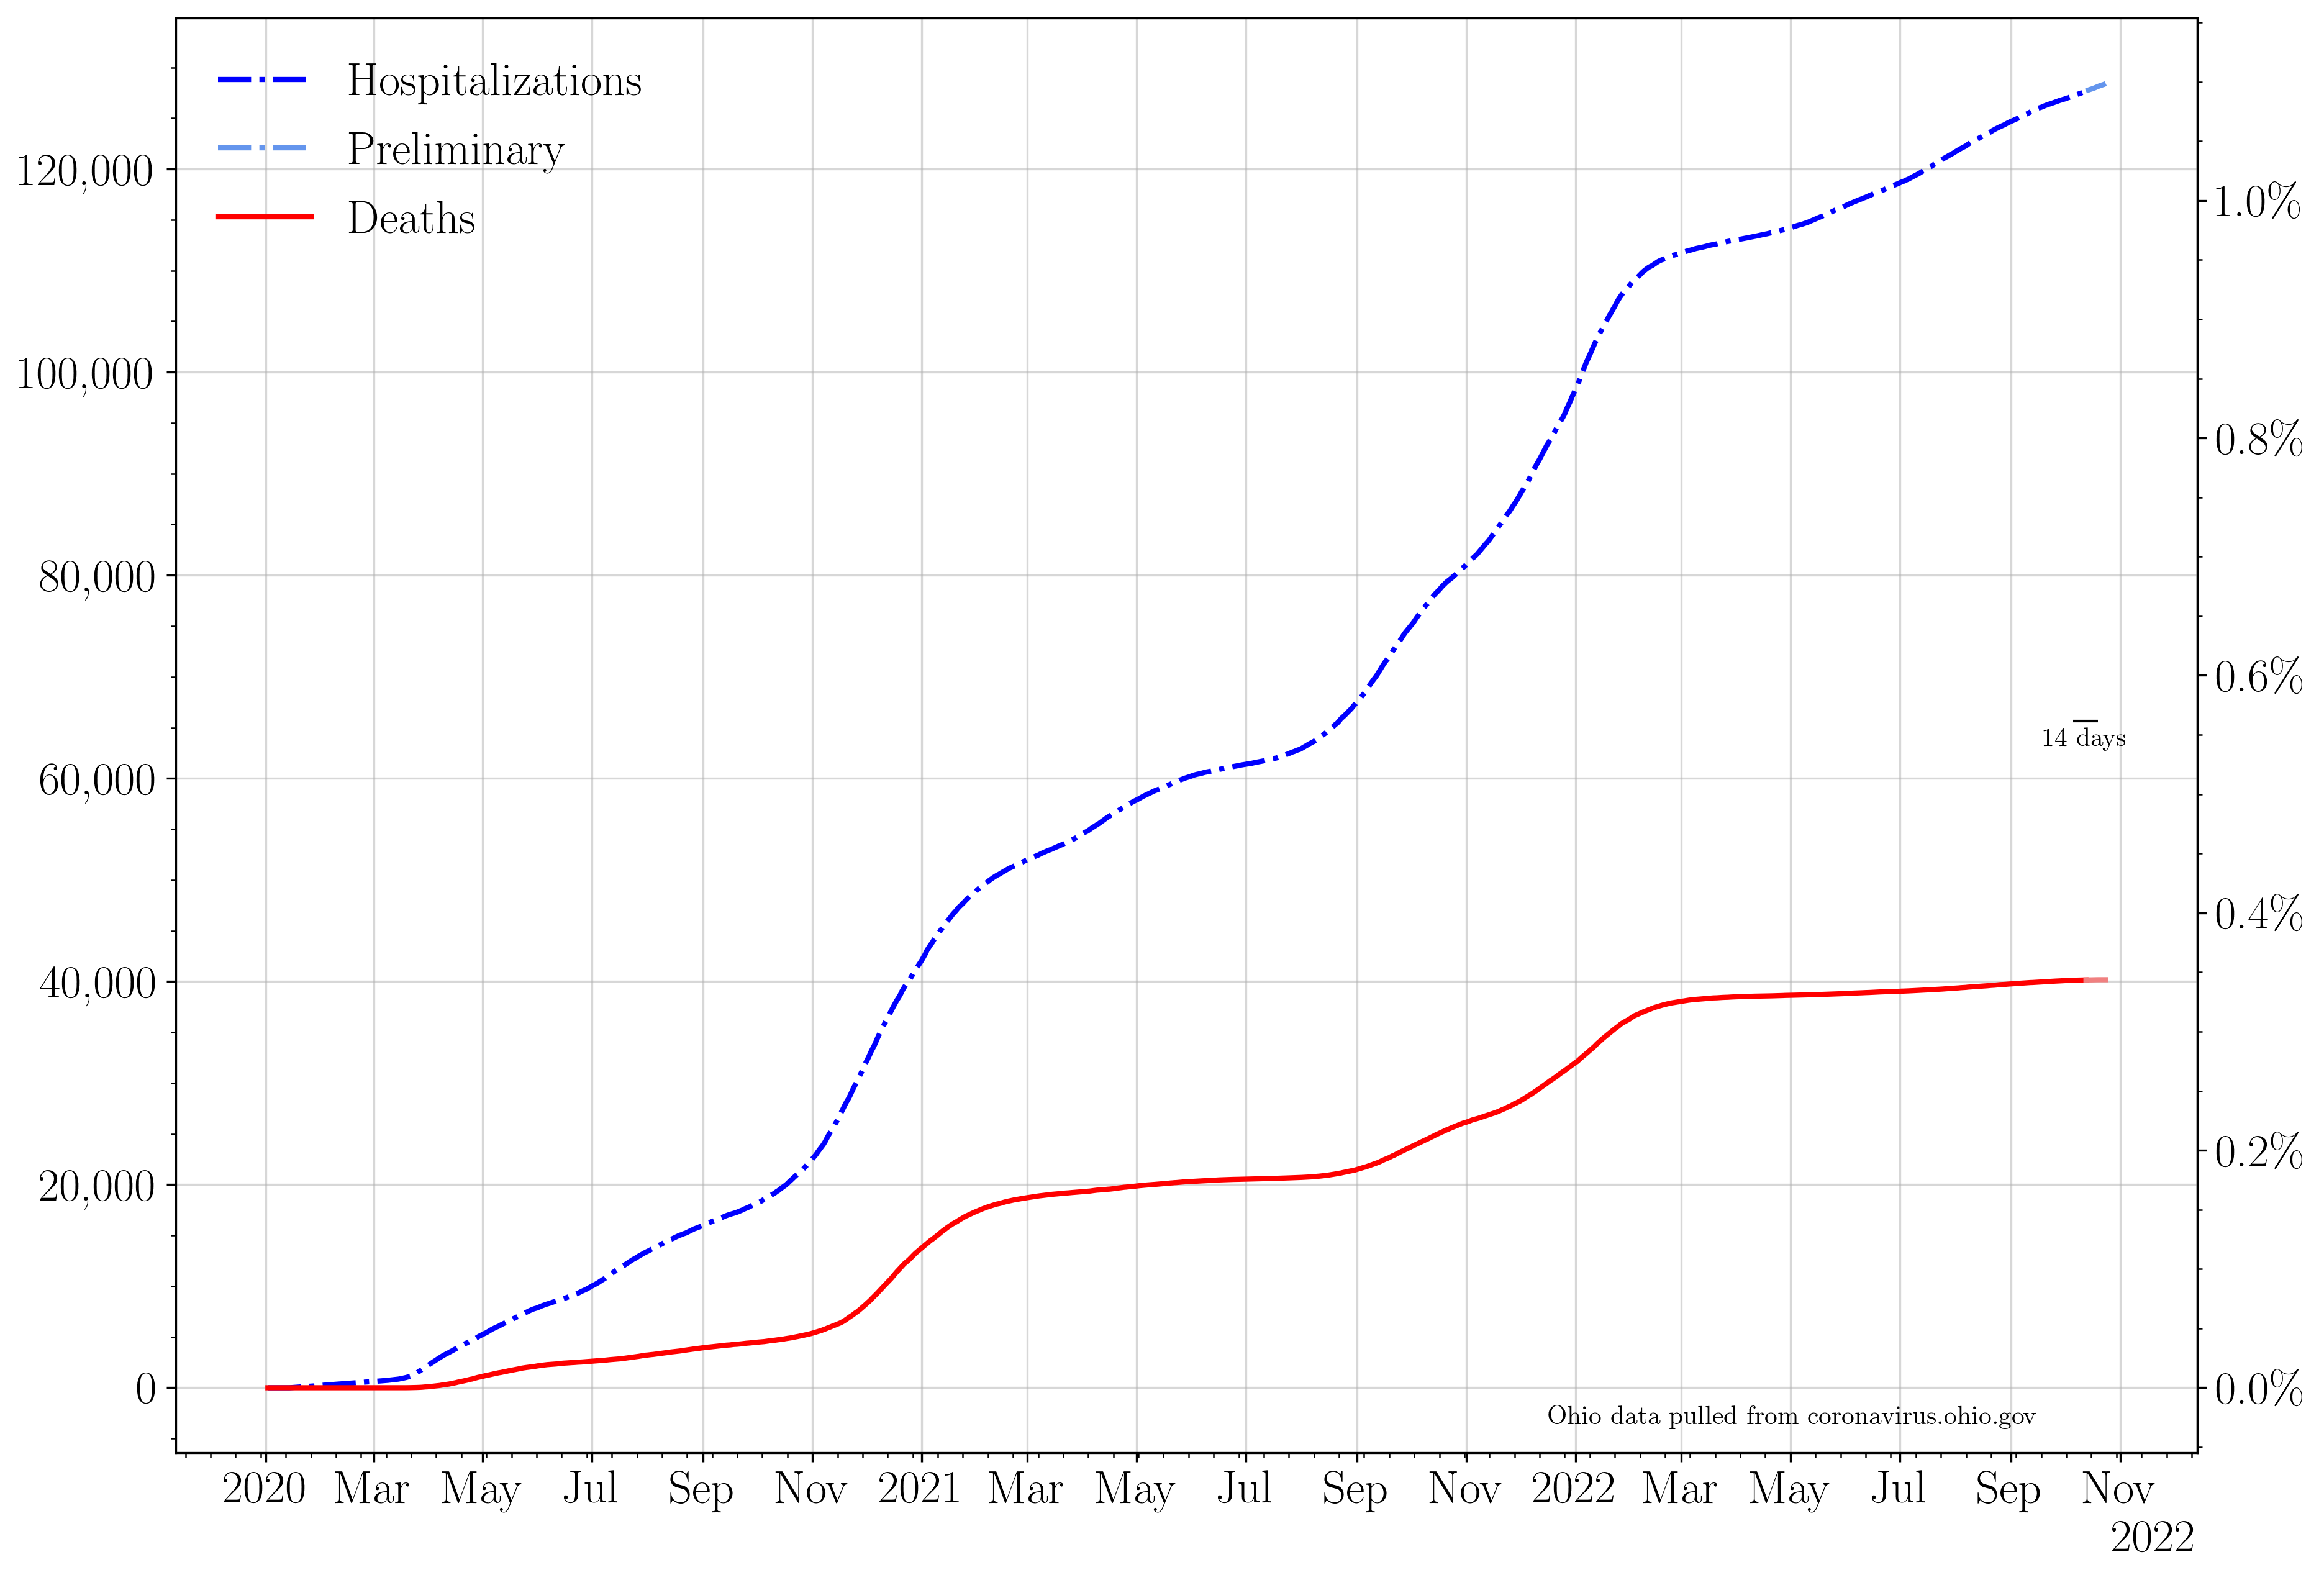 Hospitalizations
Preliminary
Deaths
120,000
100,000
80,000
60,000
40,000
20,000
0
1.0%
0.8%
0.6%
0.4%
0.2%
0.0%
14 days
Ohio data pulled from coronavirus.ohio.gov
2020 Mar May Jul Sep Nov 2021 Mar May Jul Sep Nov 2022 Mar May Jul Sep Nov
2022